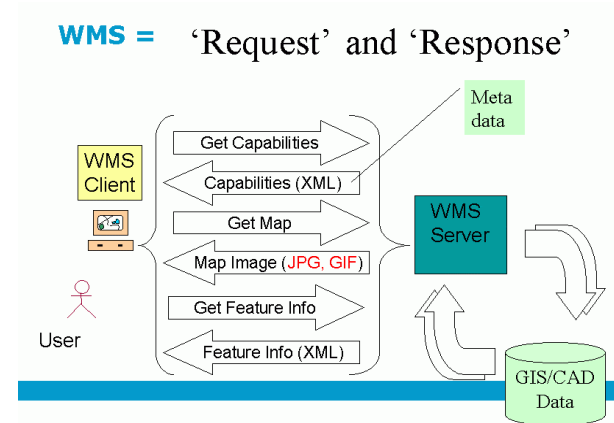 WMS = ‘Request’ and ‘Response’
Meta
data
Get Capabilities
WMS
Client
Capabilities (XML)
Get Map
WMS
Server
Map Image (JPG, GIF)
Get Feature Info
User
Feature Info (XML)
GIS/CAD
Data